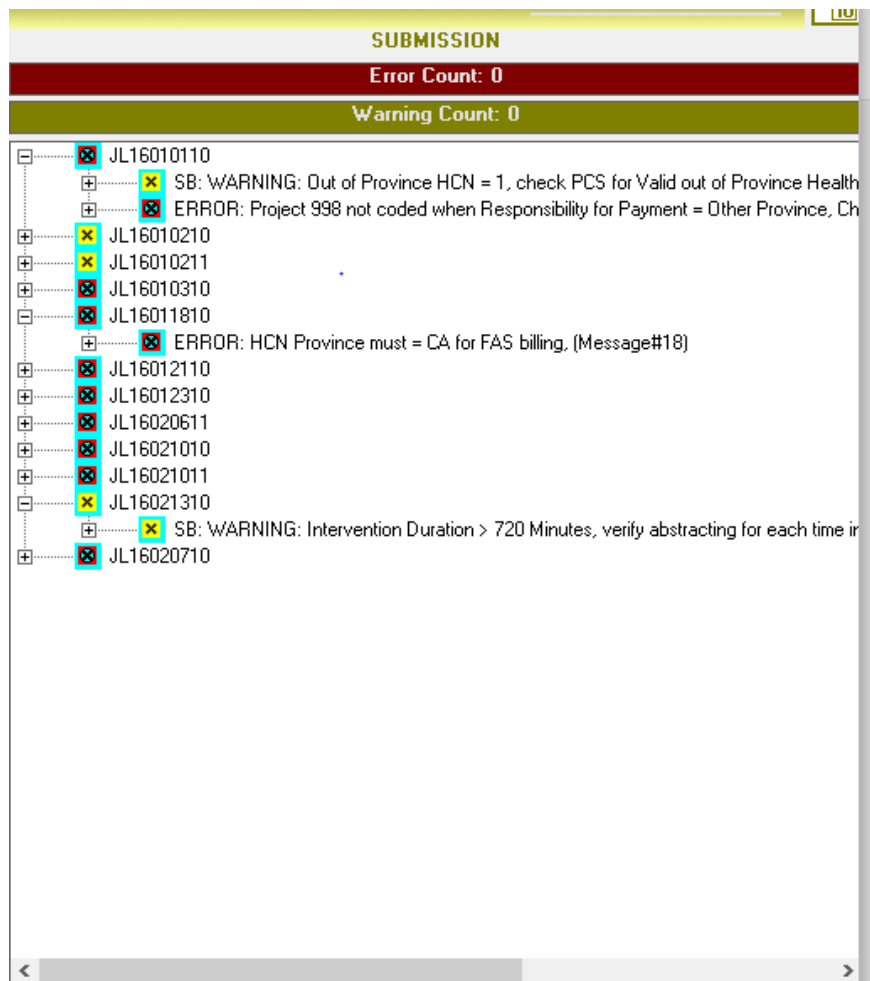 10
SUBMISSION
Error Count: 0
Warning Count: 0
JL16010110
SB: WARNING: Out of Province HCN = 1, check PCS for Valid out of Province Health
ERROR: Project 998 not coded when Responsibility for Payment = Other Province, Ch
JL16010210
JL16010211
JL16010310
JL16011810
ERROR: HCN Province must = CA for FAS billing, (Message#18)
JL16012110
JL16012310
JL16020611
JL16021010
JL16021011
JL16021310
SB: WARNING: Intervention Duration > 720 Minutes, verify abstracting for each time in
JL16020710